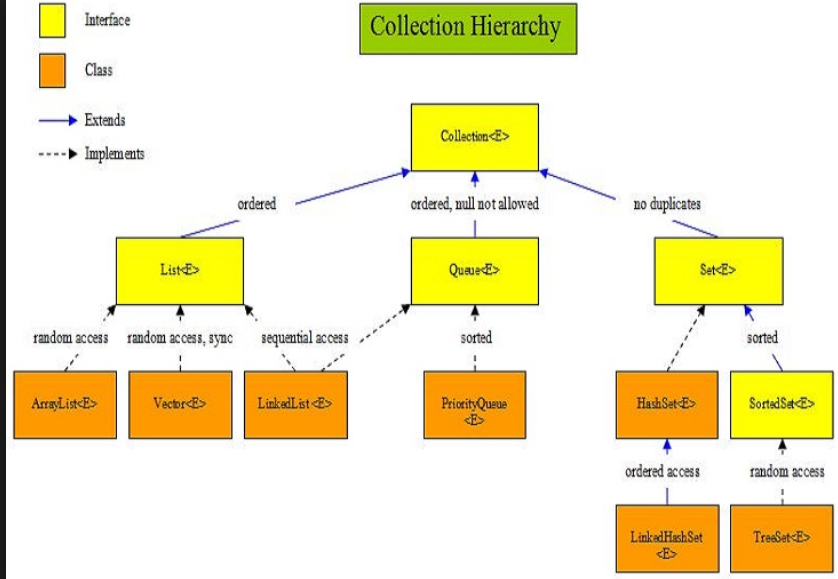 Interface
Collection Hierarchy
Class
Extends
Implements
Collection<E>
ordered
ordered, null not allowed
no duplicates
List<E>
Queue<E>
Set<E>
random access
random access, sync
sequential access
sorted
sorted
ArrayList<E>
Vector<E>
LinkedList<E>
PriorityQueue
<E>
HashSet<E>
SortedSet<E>
ordered access
random access
LinkedHashSet
<E>
TreeSet<E>